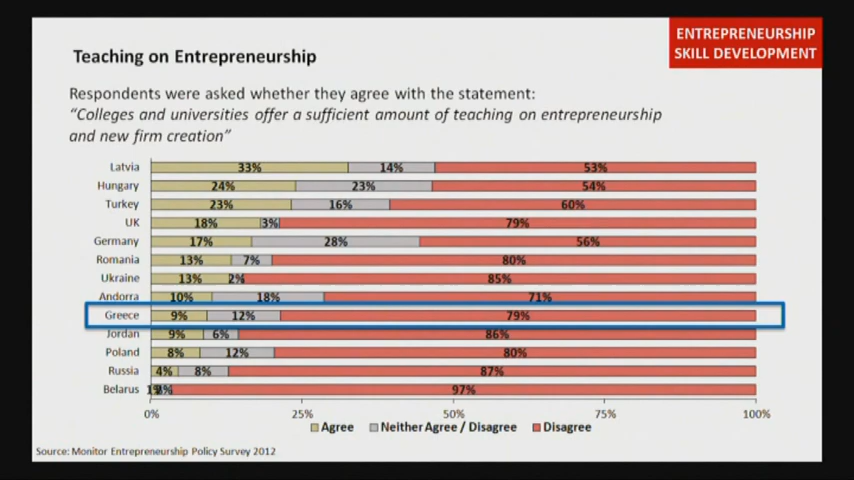 ENTREPRENEURSHIP
SKILL DEVELOPMENT
Teaching on Entrepreneurship
Respondents were asked whether they agree with the statement:
“Colleges and universities offer a sufficient amount of teaching on entrepreneurship
and new firm creation”
Latvia 33% 14% 53%
Hungary 24% 23% 54%
Turkey 23% 16% 60%
UK 18% 3% 79%
Germany 17% 28% 56%
Romania 13% 7% 80%
Ukraine 13% 2% 85%
Andorra 10% 18% 71%
Greece 9% 12% 79%
Jordan 9% 6% 86%
Poland 8% 12% 80%
Russia 4% 8% 87%
Belarus 97%
0% 25% 50% 75% 100%
Agree Neither Agree / Disagree Disagree
Source: Monitor Entrepreneurship Policy Survey 2012